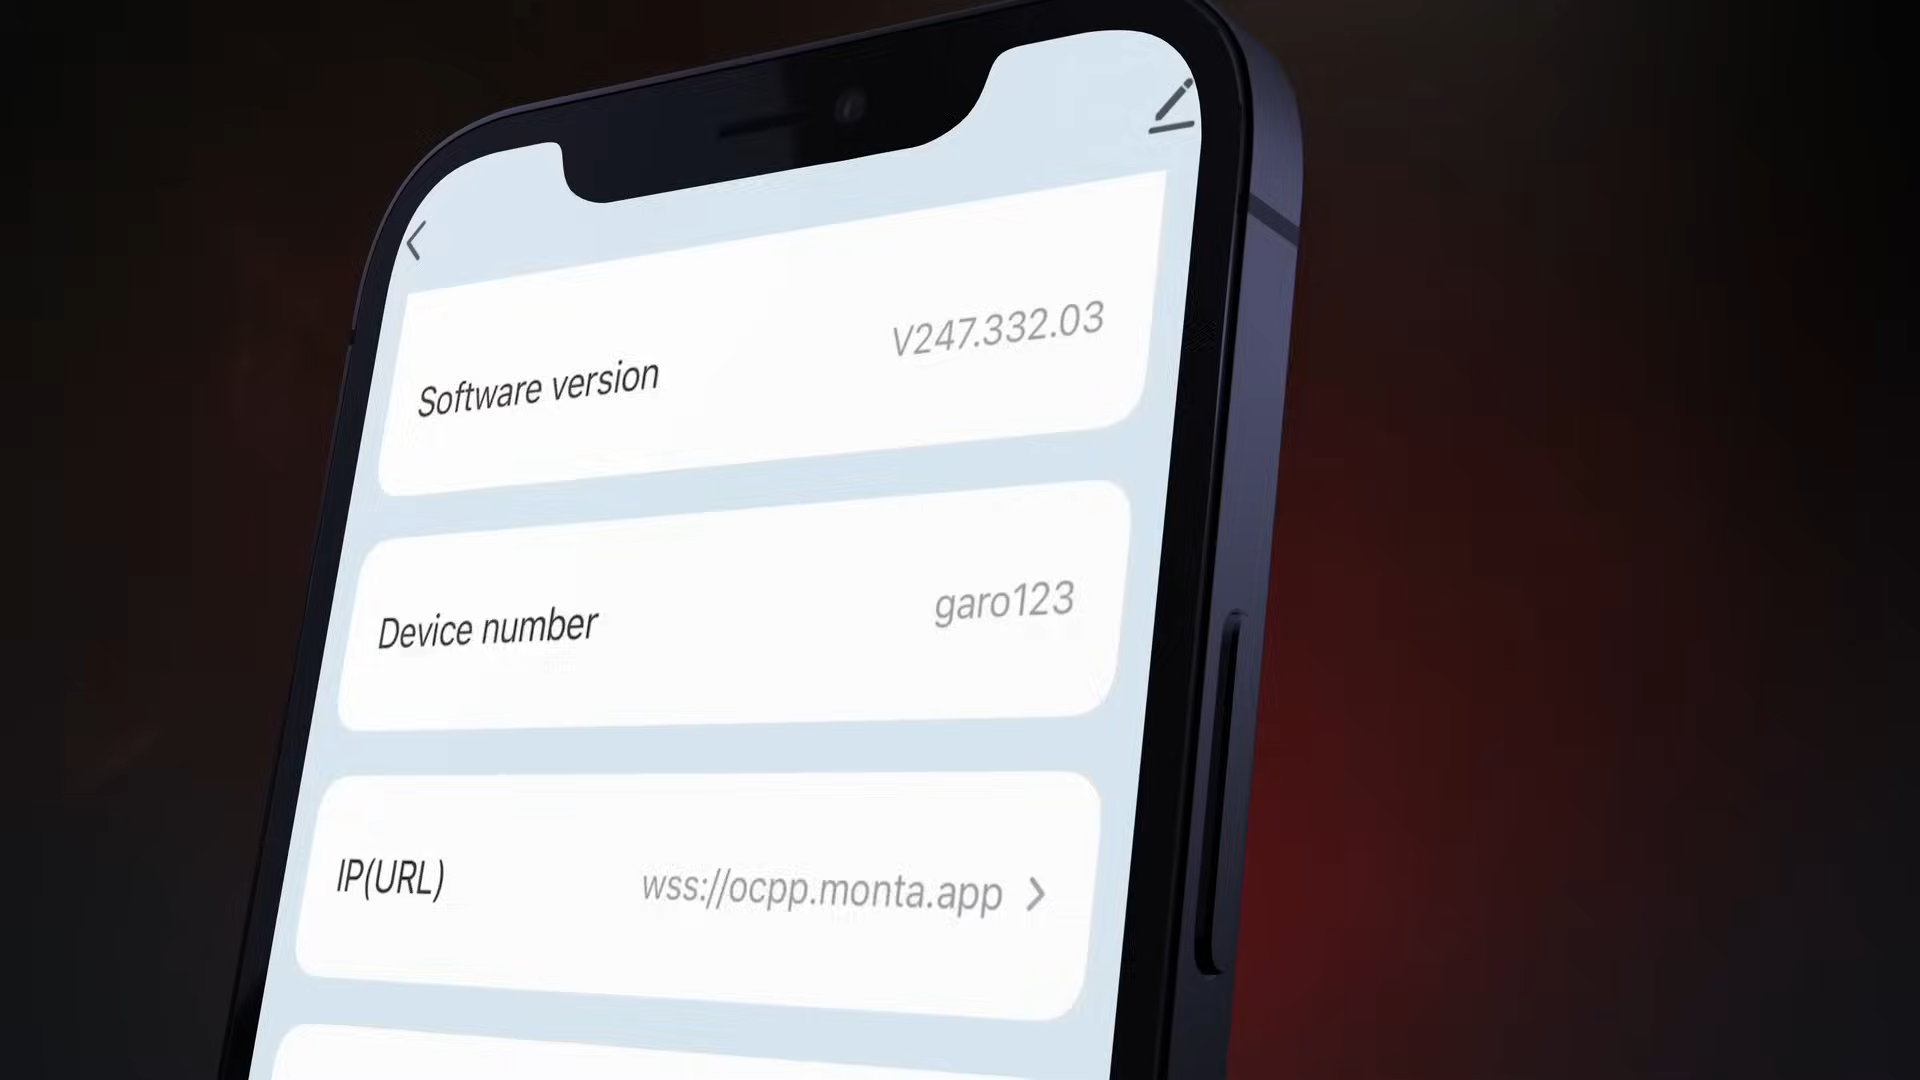 Software version V247.332.03
Device number garo123
IP(URL) wss://ocpp.monta.app